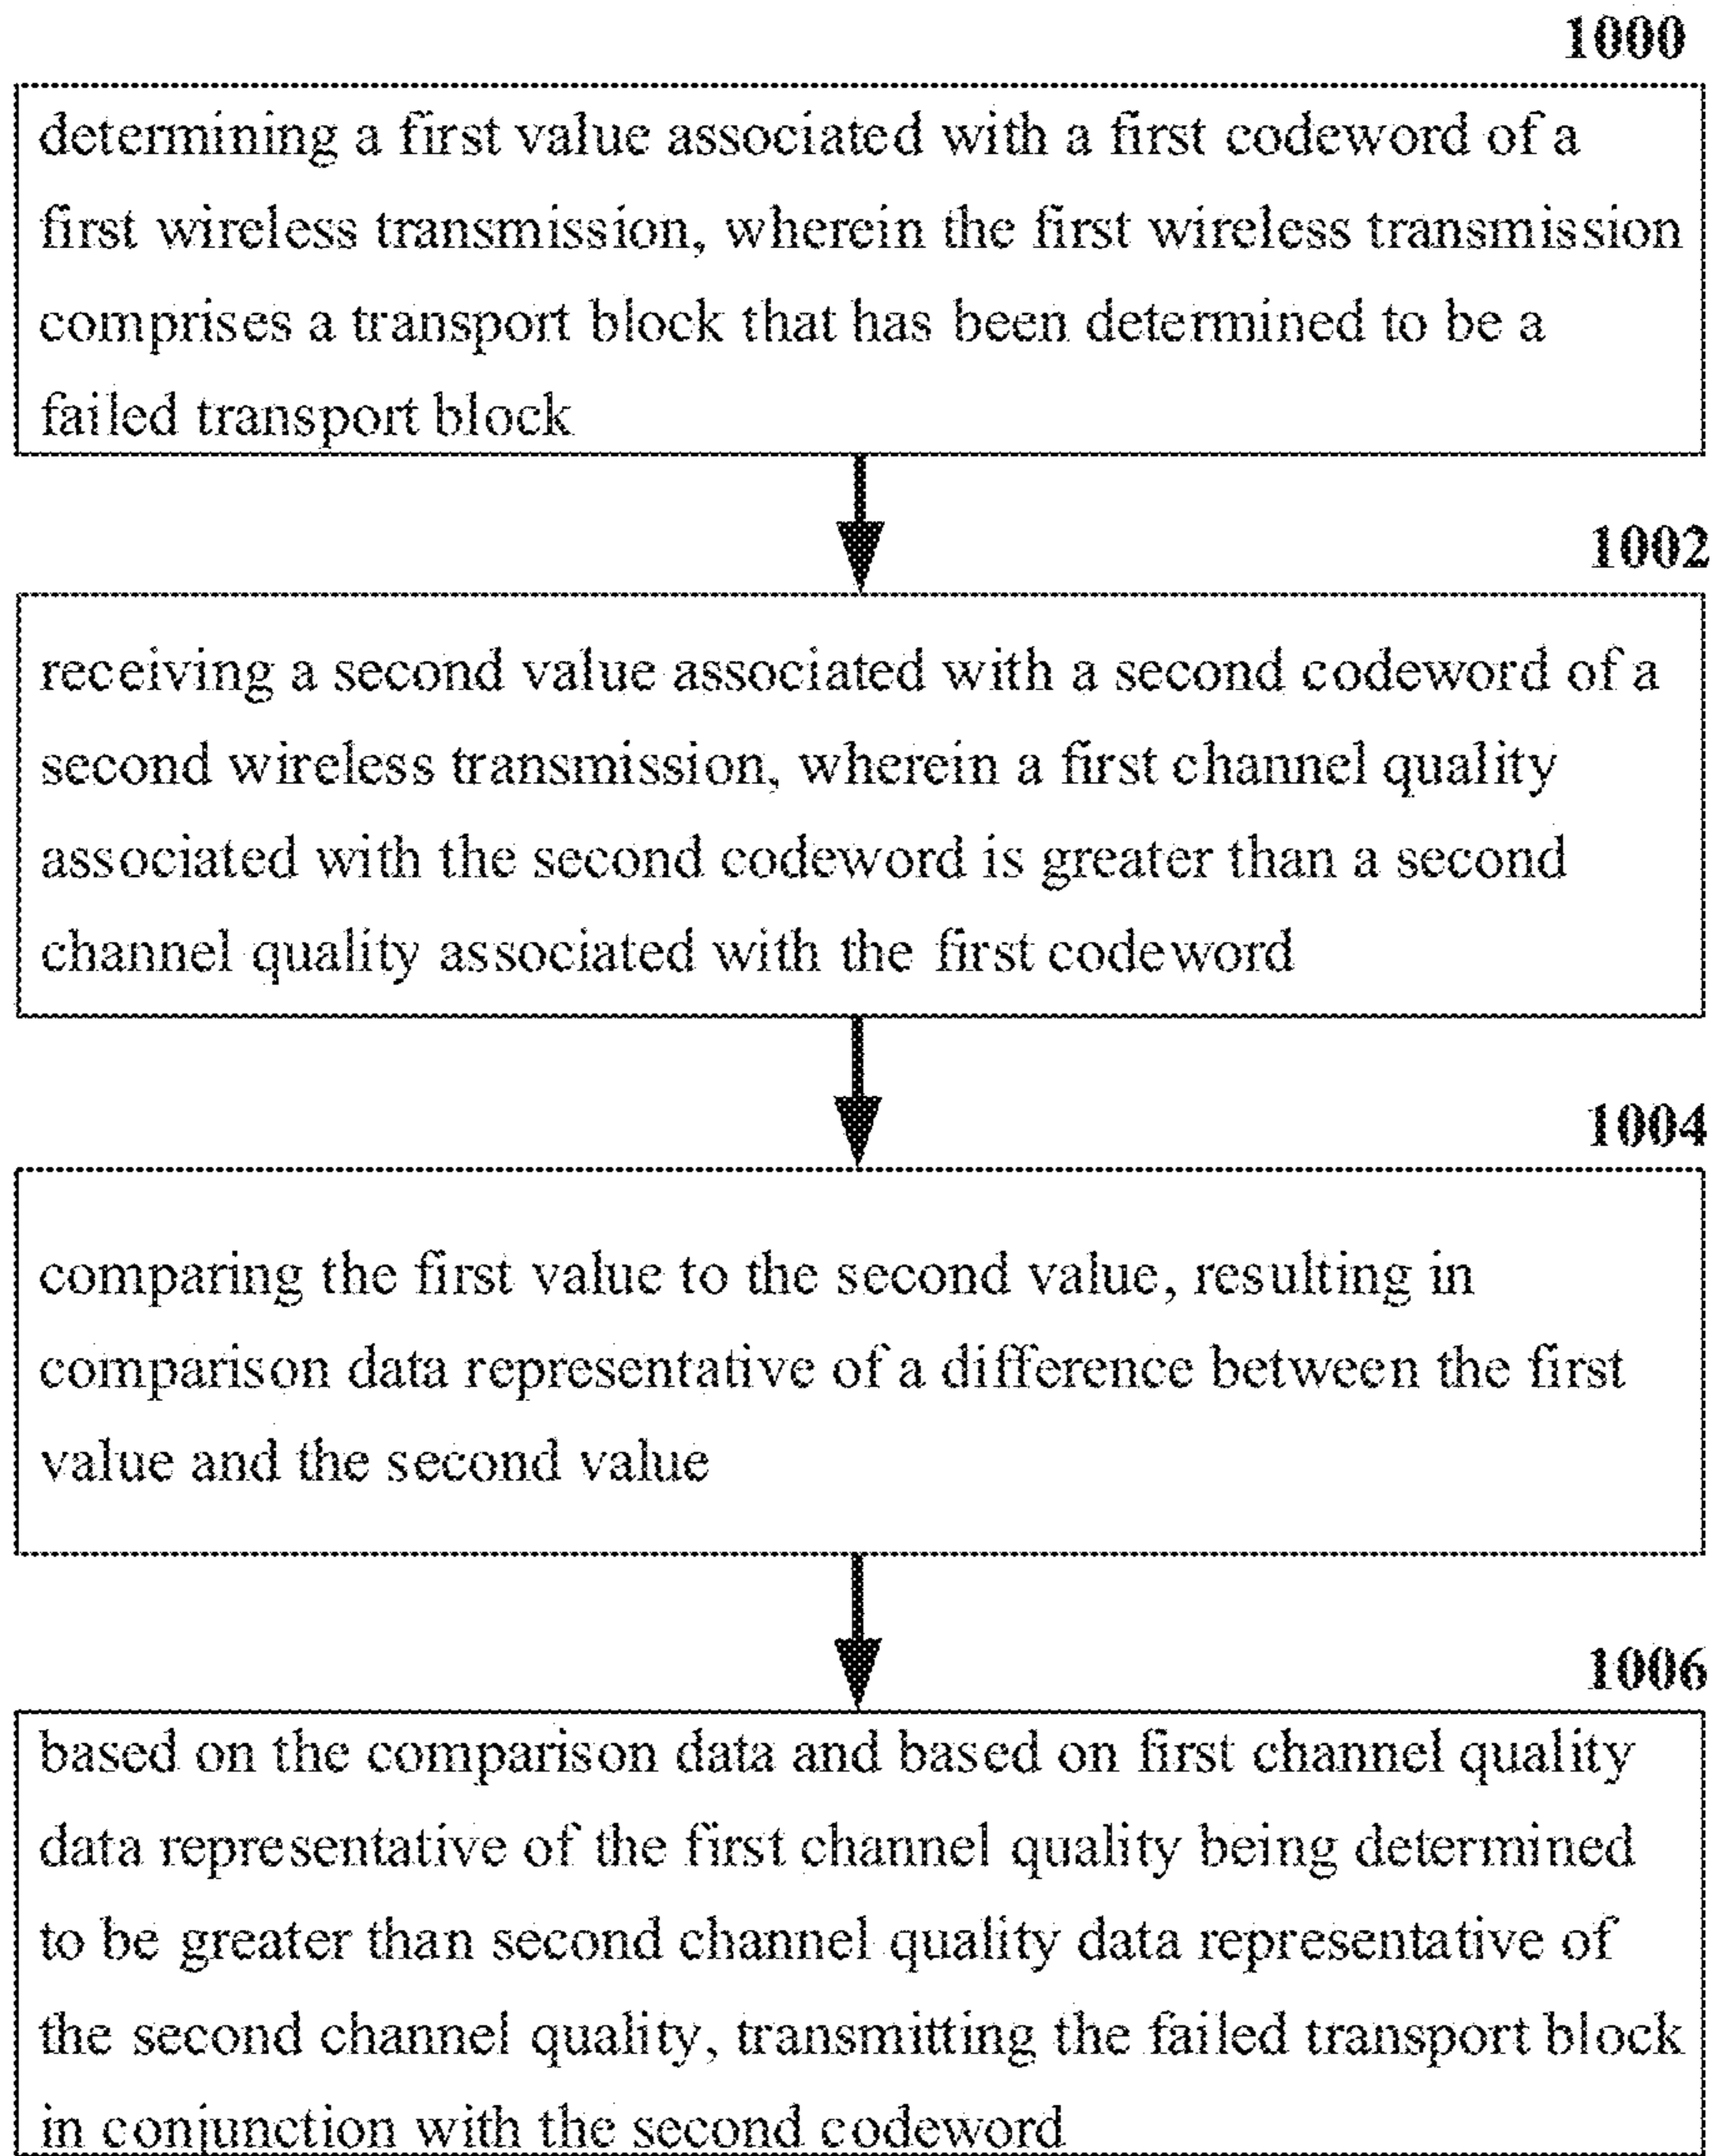 1000
determining a first value associated with a first codeword of a
first wireless transmission, wherein the first wireless transmission
comprises a transport block that has been determined to be a
failed transport block
1002
receiving a second value associated with a second codeword of a
second wireless transmission, wherein a first channel quality
associated with the second codeword is greater than a second
channel quality associated with the first codeword
1004
comparing the first value to the second value, resulting in
comparison data representative of a difference between the first
value and the second value
1006
based on the comparison data and based on first channel quality
data representative of the first channel quality being determined
to be greater than second channel quality data representative of
the second channel quality, transmitting the failed transport block
in conjunction with the second codeword